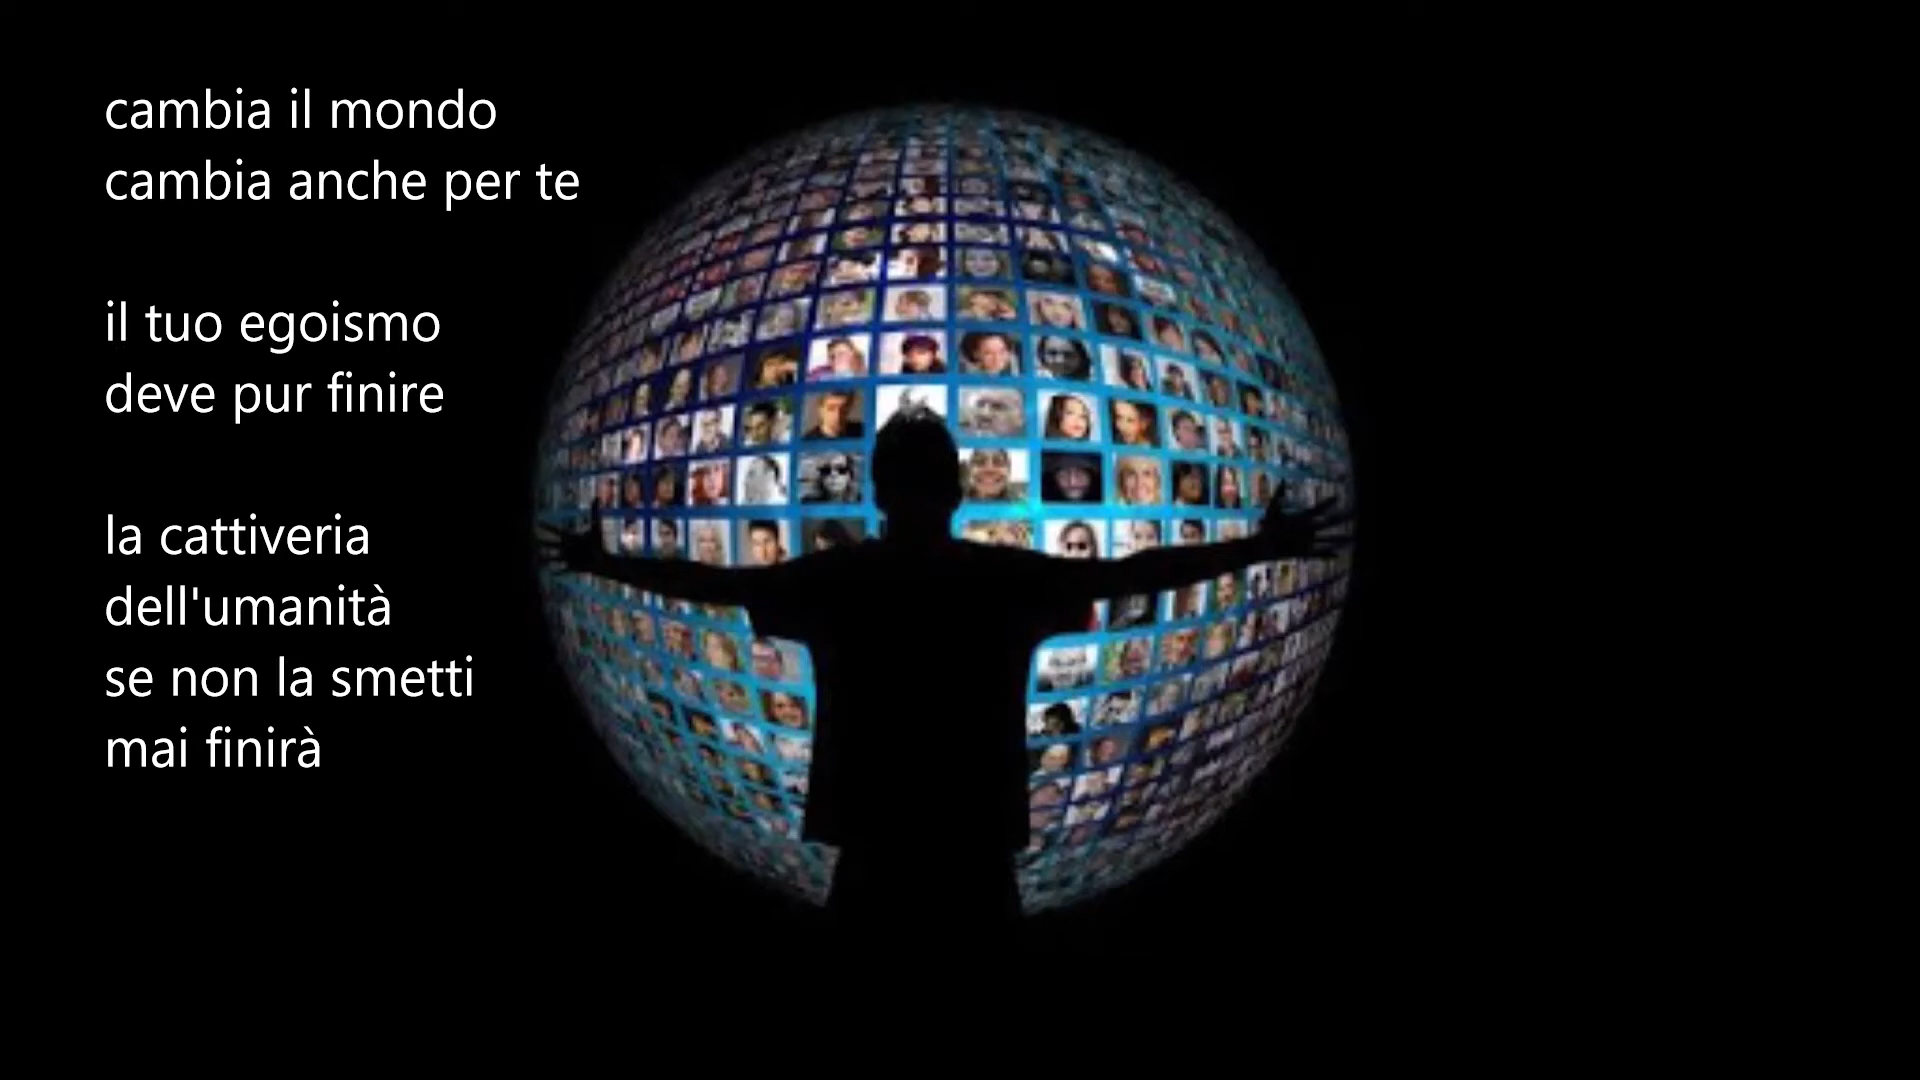 cambia il mondo
cambia anche per te
il tuo egoismo
deve pur finire
la cattiveria
dell'umanità
se non la smetti
mai finirà